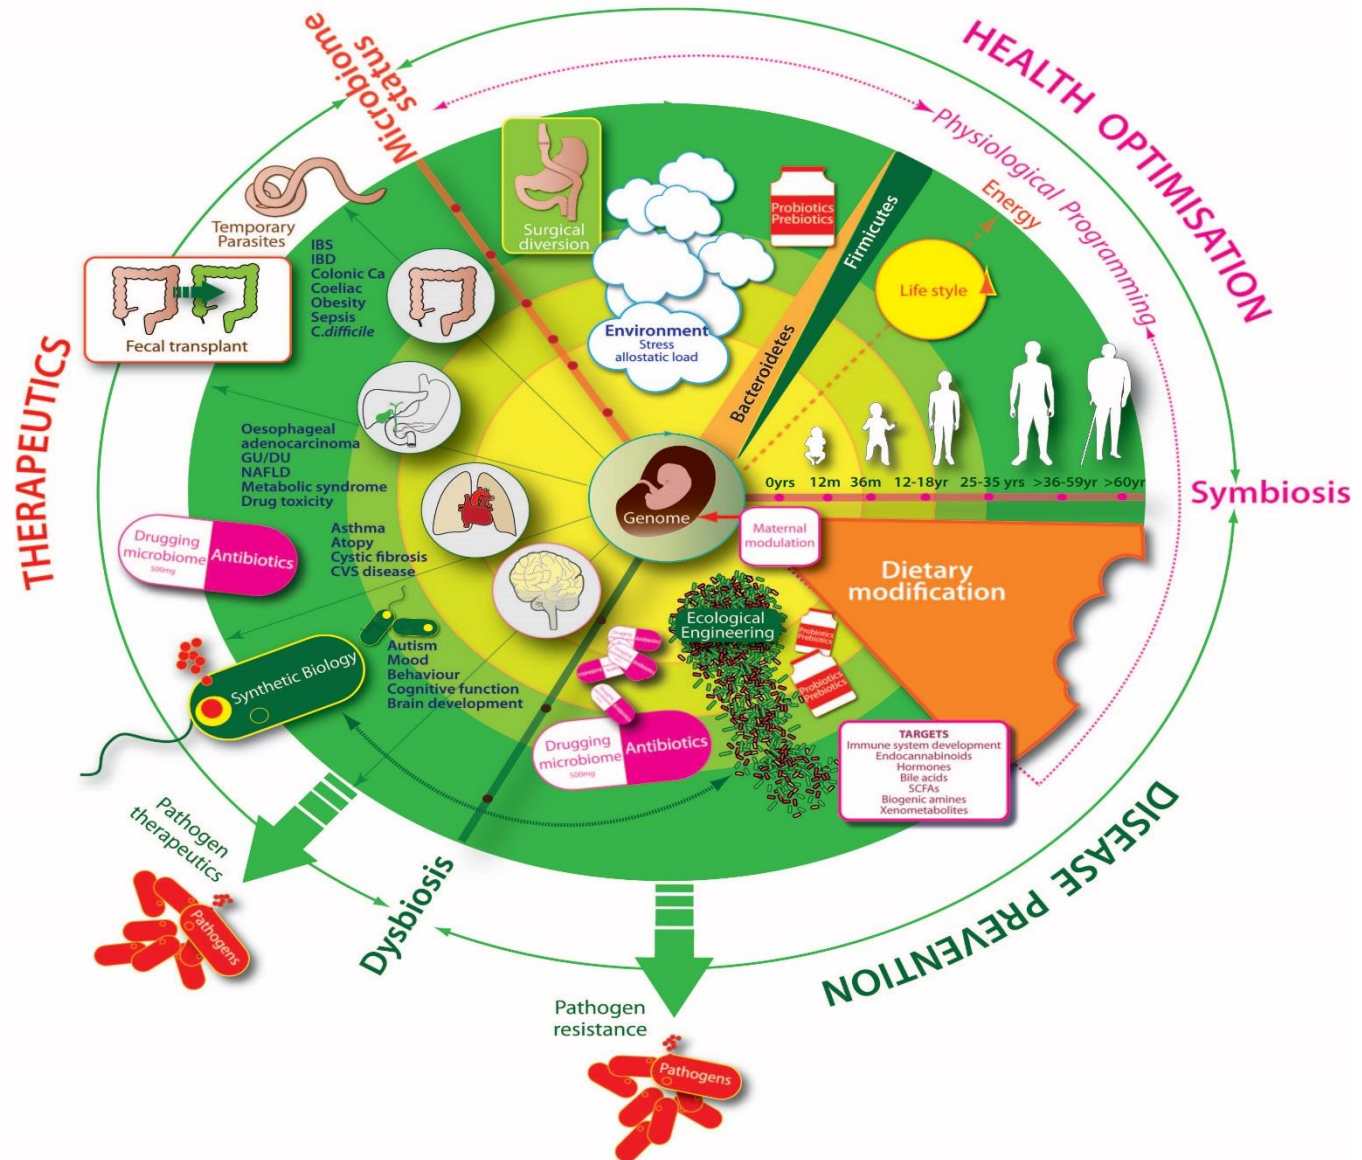 Microbiome
status
HEALTH OPTIMISATION
Physiological Programming
Energy
Surgical
diversion
Probiotics
Prebiotics
Firmicutes
Bacteroidetes
Life style
Environment
Stress
allostatic load
Temporary
Parasites
Fecal transplant
IBS
IBD
Colonic Ca
Coeliac
Obesity
Sepsis
C.difficile
THERAPEUTICS
Oesophageal
adenocarcinoma
GU/DU
NAFLD
Metabolic syndrome
Drug toxicity
Genome
0yrs 12m 36m 12-18yr 25-35 yrs >36-59yr >60yr
Symbiosis
Maternal
modulation
Dietary
modification
Drugging
microbiome
500mg
Antibiotics
Asthma
Atopy
Cystic fibrosis
CVS disease
Synthetic Biology
Autism
Mood
Behaviour
Cognitive function
Brain development
Ecological
Engineering
Probiotics
Prebiotics
Probiotics
Prebiotics
Drugging
microbiome
500mg
Antibiotics
TARGETS
Immune system development
Endocannabinoids
Hormones
Bile acids
SCFAs
Biogenic amines
Xenometabolites
DISEASE PREVENTION
Dysbiosis
Pathogen
therapeutics
Pathogens
Pathogen
resistance
Pathogens